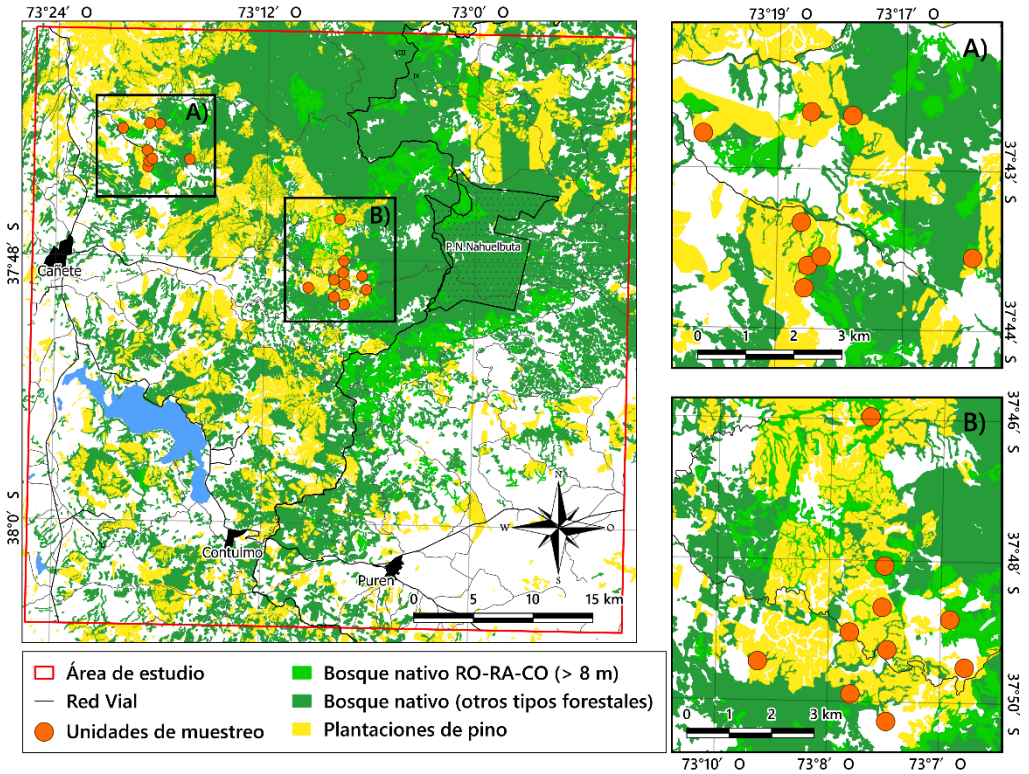 73°24' O
73°12' O
73°0' O
37°48' S
38°0' S
A)
B)
P.N.Nahuelbuta
Cañete
Contulmo
Purén
VIII
IX
N
W
O
S
0 5 10 15 km
73°19' O
73°17' O
A)
37°43' S
37°44' S
0 1 2 3 km
B)
37°46' S
37°48' S
37°50' S
0 1 2 3 km
73°10' O
73°8' O
73°7' O
Área de estudio
Red Vial
Unidades de muestreo
Bosque nativo RO-RA-CO (> 8 m)
Bosque nativo (otros tipos forestales)
Plantaciones de pino